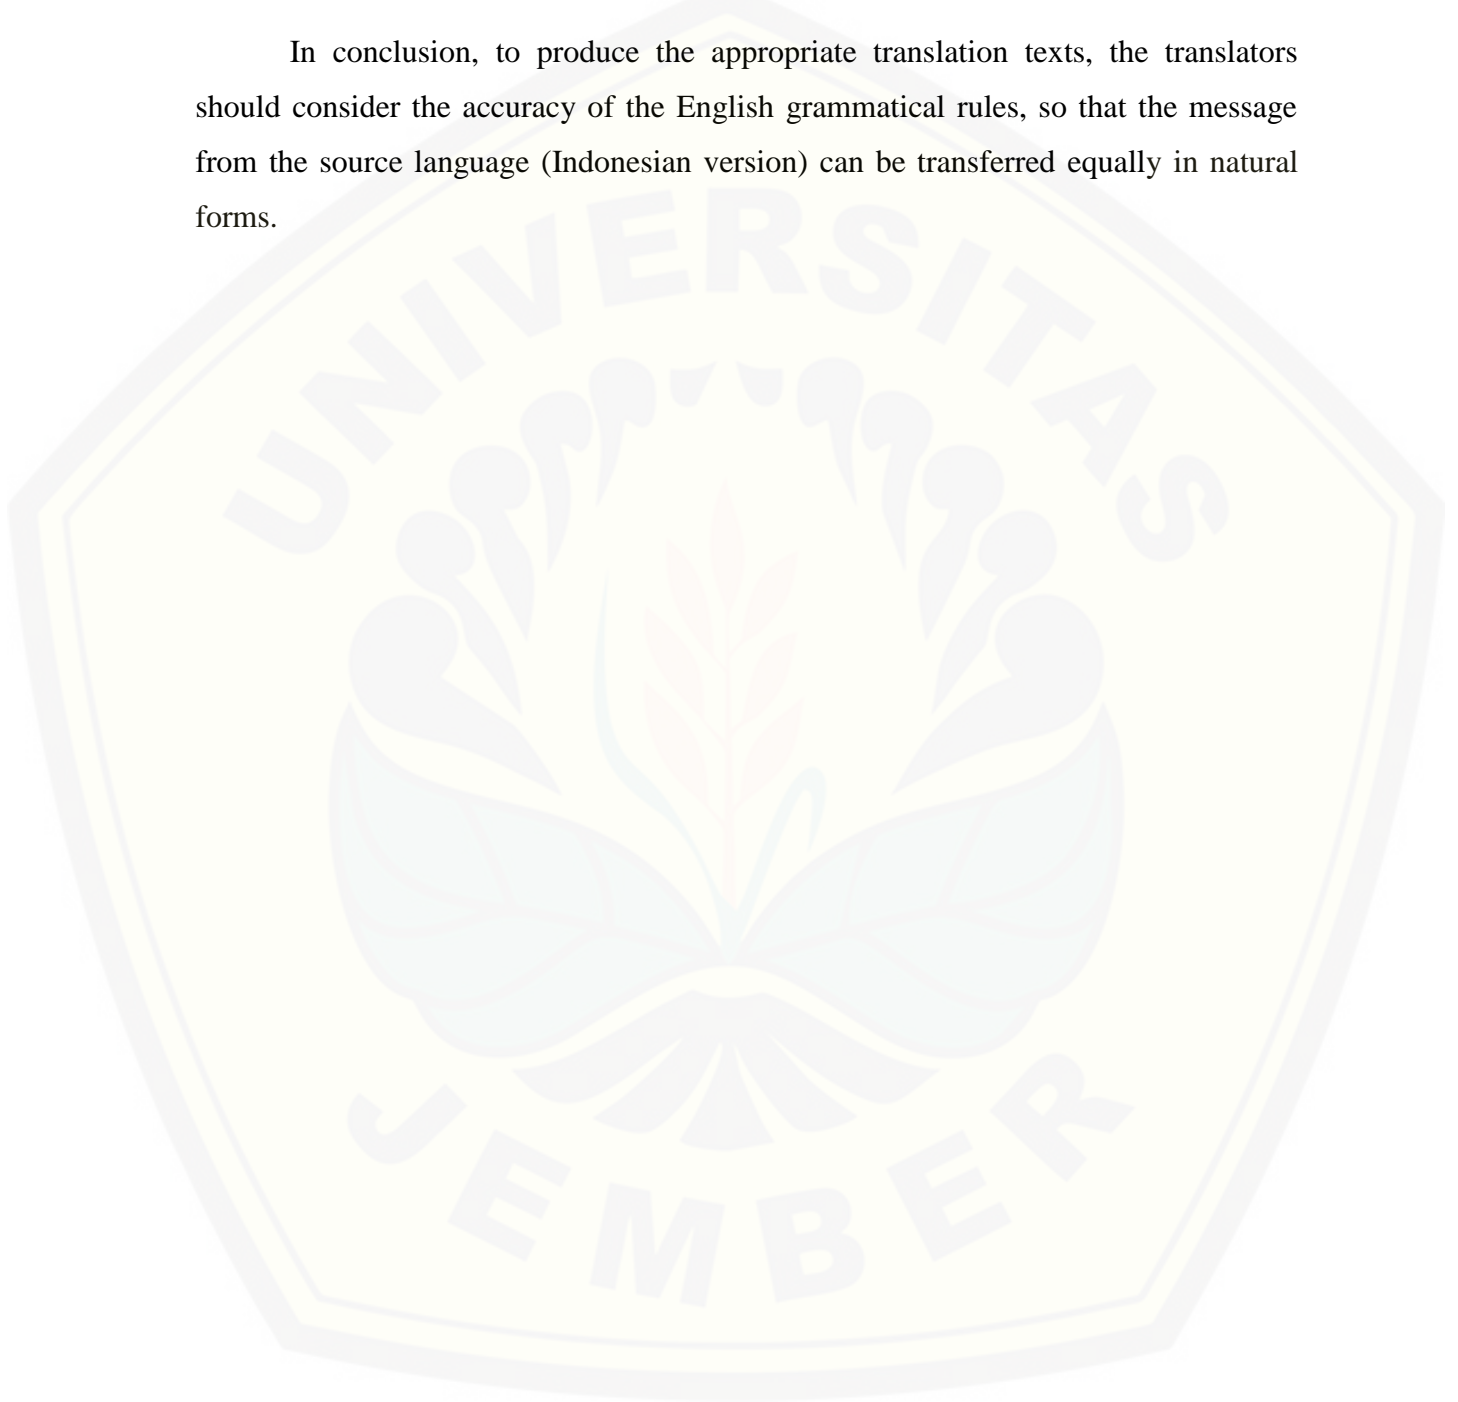 In conclusion, to produce the appropriate translation texts, the translators
should consider the accuracy of the English grammatical rules, so that the message
from the source language (Indonesian version) can be transferred equally in natural
forms.
UNIVERSITAS
JEMBER